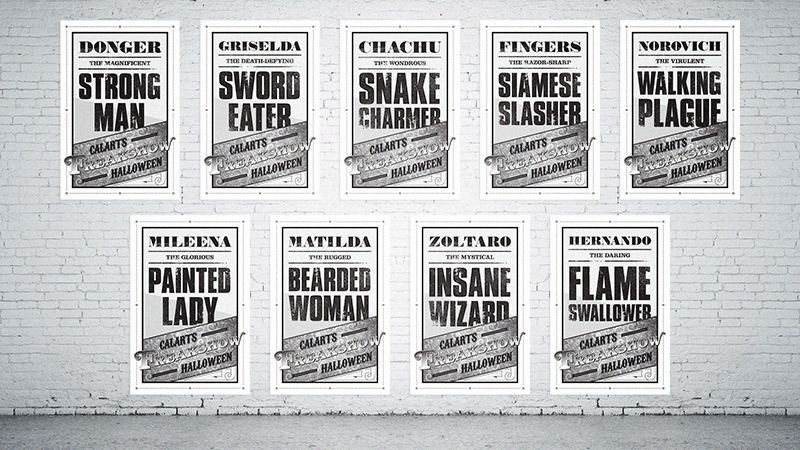 DONGER
THE MAGNIFICENT
STRONG
MAN
CALARTS
FREAKSHOW
HALLOWEEN
GRISELDA
THE DEATH-DEFYING
SWORD
EATER
CALARTS
FREAKSHOW
HALLOWEEN
CHACHU
THE WONDROUS
SNAKE
CHARMER
CALARTS
FREAKSHOW
HALLOWEEN
FINGERS
THE RAZOR-SHARP
SIAMESE
SLASHER
CALARTS
FREAKSHOW
HALLOWEEN
NOROVICH
THE VIRULENT
WALKING
PLAGUE
CALARTS
FREAKSHOW
HALLOWEEN
MILEENA
THE GLORIOUS
PAINTED
LADY
CALARTS
FREAKSHOW
HALLOWEEN
MATILDA
THE RUGGED
BEARDED
WOMAN
CALARTS
FREAKSHOW
HALLOWEEN
ZOLTARO
THE MYSTICAL
INSANE
WIZARD
CALARTS
FREAKSHOW
HALLOWEEN
HERNANDO
THE DARING
FLAME
SWALLOWER
CALARTS
FREAKSHOW
HALLOWEEN